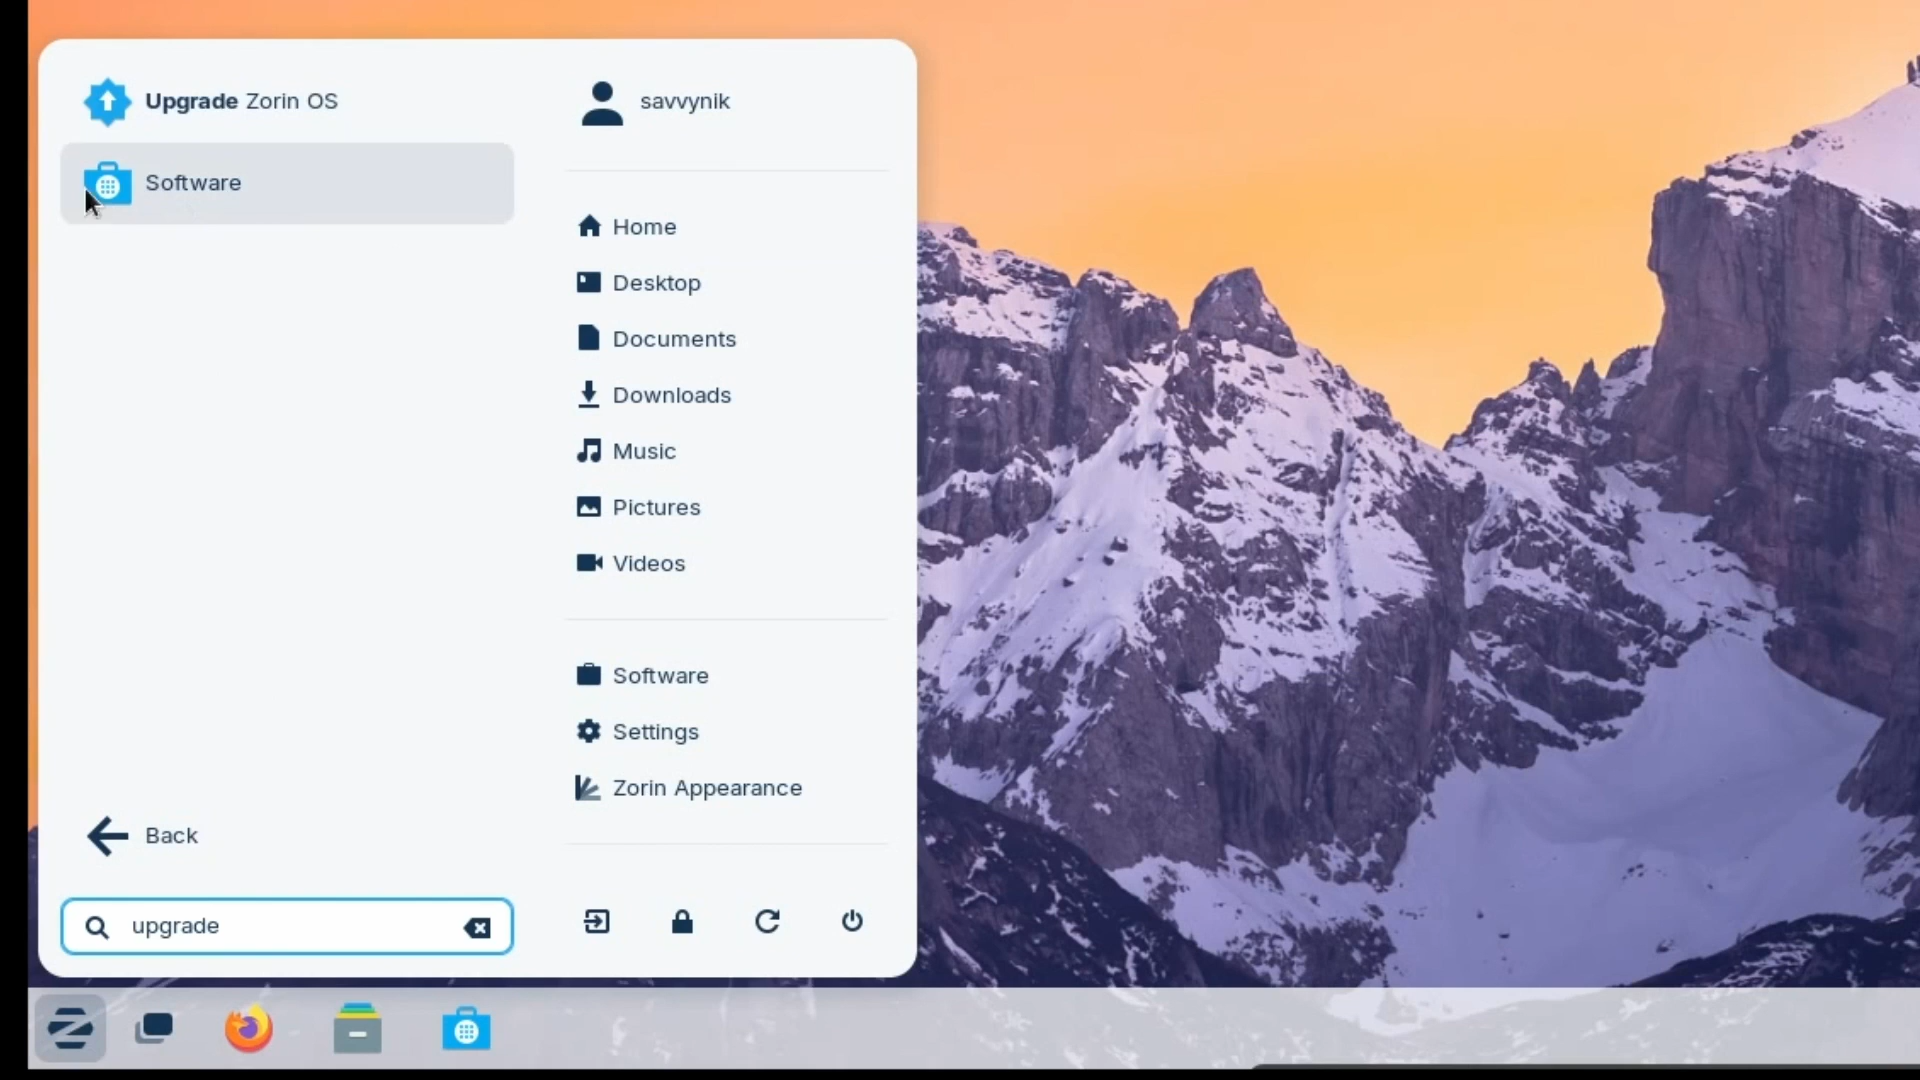 Upgrade Zorin OS
Software
Back
upgrade
savvynik
Home
Desktop
Documents
Downloads
Music
Pictures
Videos
Software
Settings
Zorin Appearance